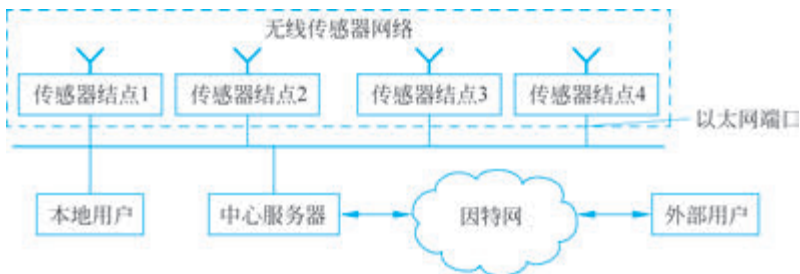 无线传感器网络
传感器结点1
传感器结点2
传感器结点3
传感器结点4
以太网端口
本地用户
中心服务器
因特网
外部用户